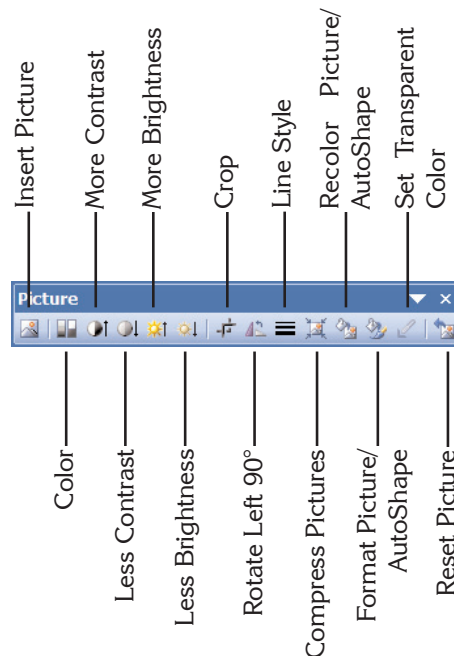 Insert Picture
More Contrast
More Brightness
Crop
Line Style
Recolor Picture/
AutoShape
Set Transparent
Color
Picture
Color
Less Contrast
Less Brightness
Rotate Left 90°
Compress Pictures
Format Picture/
AutoShape
Reset Picture